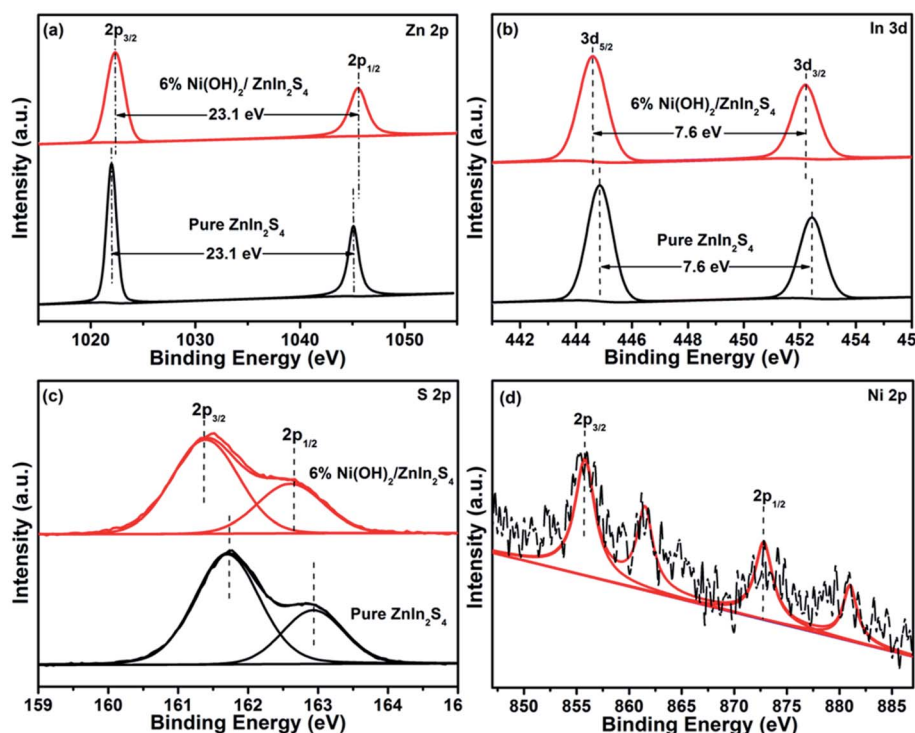 (a)
Zn 2p
2p3/2
2p1/2
6% Ni(OH)2/ ZnIn2S4
23.1 eV
Pure ZnIn2S4
23.1 eV
Intensity (a.u.)
1020 1030 1040 1050
Binding Energy (eV)
(b)
In 3d
3d5/2
3d3/2
6% Ni(OH)2/ZnIn2S4
7.6 eV
Pure ZnIn2S4
7.6 eV
Intensity (a.u.)
442 444 446 448 450 452 454 45
Binding Energy (eV)
(c)
S 2p
2p3/2
2p1/2
6% Ni(OH)2/ZnIn2S4
Pure ZnIn2S4
Intensity (a.u.)
159 160 161 162 163 164 16
Binding Energy (eV)
(d)
Ni 2p
2p3/2
2p1/2
Intensity (a.u.)
850 855 860 865 870 875 880 885
Binding Energy (eV)